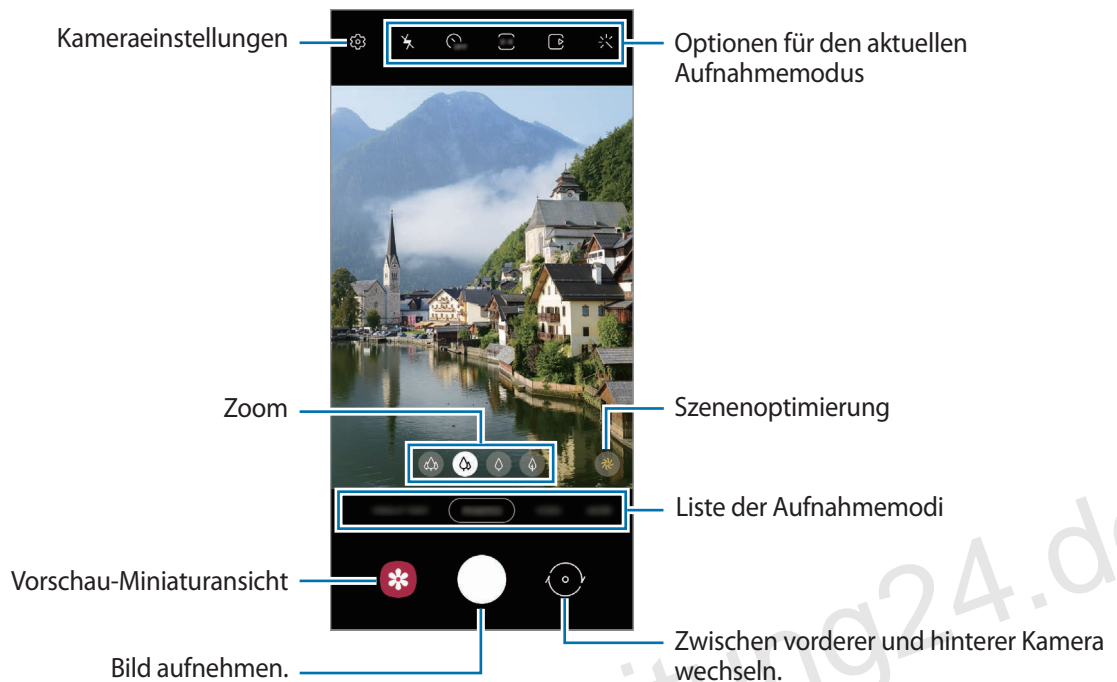 Kameraeinstellungen
Optionen für den aktuellen
Aufnahmemodus
Zoom
Szenenoptimierung
Liste der Aufnahmemodi
Vorschau-Miniaturansicht
Zwischen vorderer und hinterer Kamera
wechseln.
Bild aufnehmen.